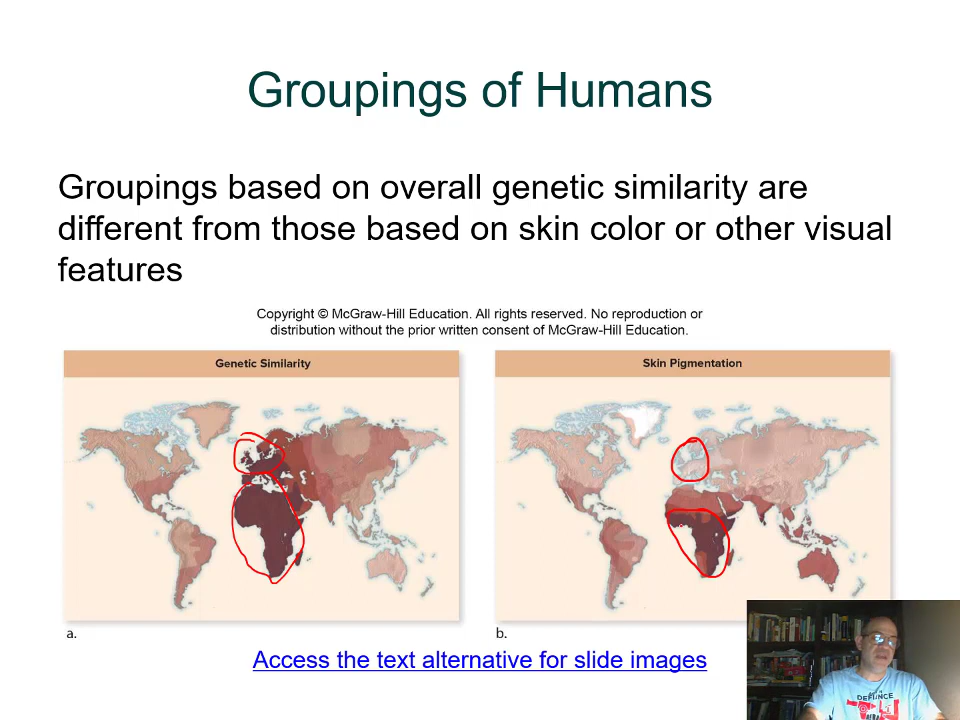 Groupings of Humans
Groupings based on overall genetic similarity are
different from those based on skin color or other visual
features
Copyright © McGraw-Hill Education. All rights reserved. No reproduction or
distribution without the prior written consent of McGraw-Hill Education.
Genetic Similarity
Skin Pigmentation
a.
b.
Access the text alternative for slide images
DEFIANCE